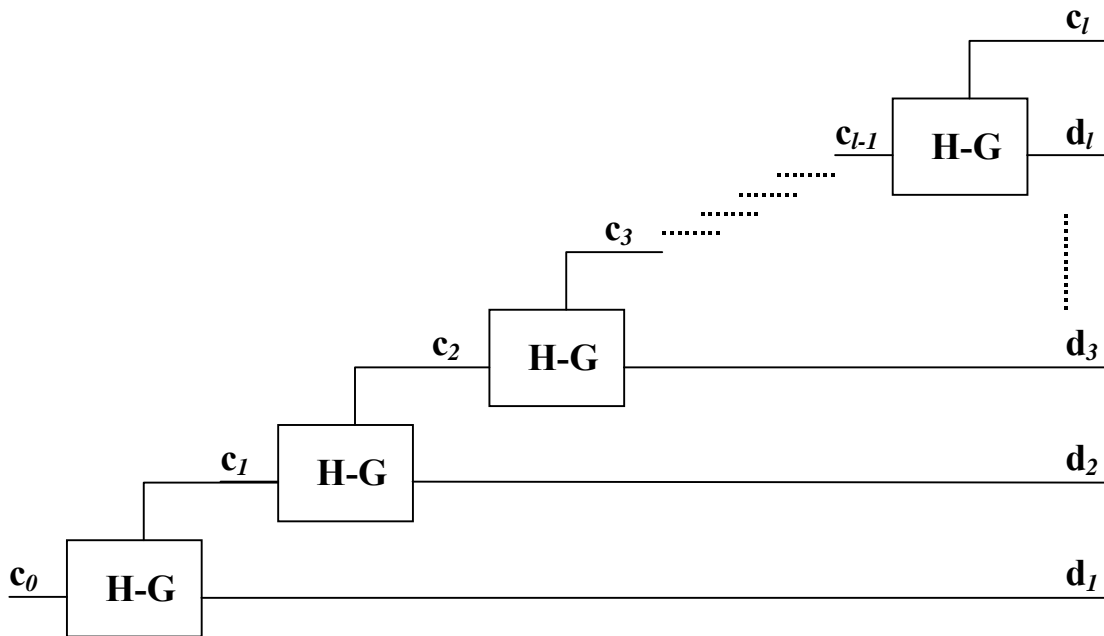 c_l
c_{l-1} H-G d_l
c_3
c_2 H-G d_3
c_1 H-G d_2
c_0 H-G d_1